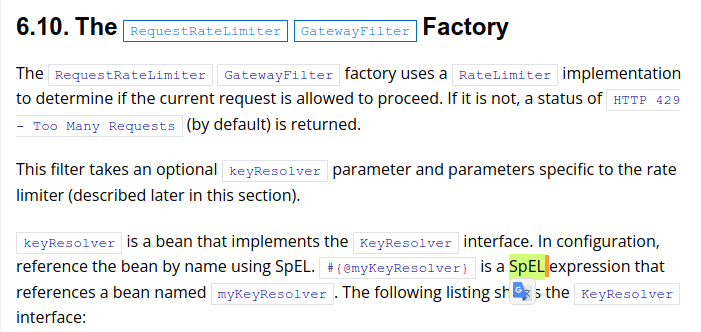 6.10. The RequestRateLimiter GatewayFilter Factory
The RequestRateLimiter GatewayFilter factory uses a RateLimiter implementation
to determine if the current request is allowed to proceed. If it is not, a status of HTTP 429
- Too Many Requests (by default) is returned.
This filter takes an optional keyResolver parameter and parameters specific to the rate
limiter (described later in this section).
keyResolver is a bean that implements the KeyResolver interface. In configuration,
reference the bean by name using SpEL. #{@myKeyResolver} is a SpEL expression that
references a bean named myKeyResolver. The following listing the KeyResolver
interface: